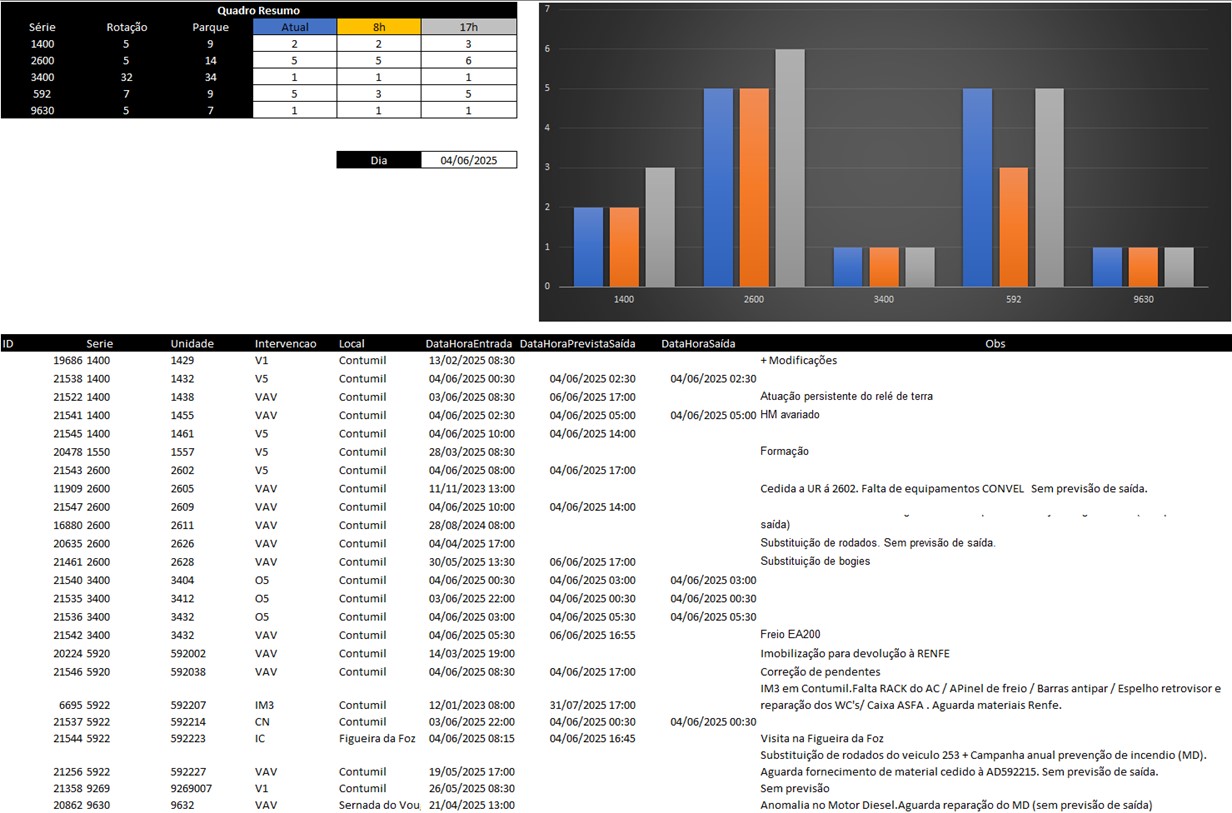 Quadro Resumo
Série Rotação Parque Atual 8h 17h
1400 5 9 2 2 3
2600 5 14 5 5 6
3400 32 34 1 1 1
592 7 9 5 3 5
9630 5 7 1 1 1
Dia 04/06/2025
7
6
5
4
3
2
1
0
1400 2600 3400 592 9630
ID Serie Unidade Intervencao Local DataHoraEntrada DataHoraPrevistaSaída DataHoraSaída Obs
19686 1400 1429 V1 Contumil 13/02/2025 08:30 + Modificações
21538 1400 1432 V5 Contumil 04/06/2025 00:30 04/06/2025 02:30 04/06/2025 02:30
21522 1400 1438 VAV Contumil 03/06/2025 08:30 06/06/2025 17:00 Atuação persistente do relé de terra
21541 1400 1455 VAV Contumil 04/06/2025 02:30 04/06/2025 05:00 04/06/2025 05:00 HM avariado
21545 1400 1461 V5 Contumil 04/06/2025 10:00 04/06/2025 14:00
20478 1550 1557 V5 Contumil 28/03/2025 08:30 Formação
21543 2600 2602 V5 Contumil 04/06/2025 08:00 04/06/2025 17:00
11909 2600 2605 VAV Contumil 11/11/2023 13:00 Cedida a UR á 2602. Falta de equipamentos CONVEL Sem previsão de saída.
21547 2600 2609 VAV Contumil 04/06/2025 10:00 04/06/2025 14:00
16880 2600 2611 VAV Contumil 28/08/2024 08:00 saída)
20635 2600 2626 VAV Contumil 04/04/2025 17:00 Substituição de rodados. Sem previsão de saída.
21461 2600 2628 VAV Contumil 30/05/2025 13:30 06/06/2025 17:00 Substituição de bogies
21540 3400 3404 O5 Contumil 04/06/2025 00:30 04/06/2025 03:00 04/06/2025 03:00
21535 3400 3412 O5 Contumil 03/06/2025 22:00 04/06/2025 00:30 04/06/2025 00:30
21536 3400 3432 O5 Contumil 04/06/2025 03:00 04/06/2025 05:30 04/06/2025 05:30
21542 3400 3432 VAV Contumil 04/06/2025 05:30 06/06/2025 16:55 Freio EA200
20224 5920 592002 VAV Contumil 14/03/2025 19:00 Imobilização para devolução à RENFE
21546 5920 592038 VAV Contumil 04/06/2025 08:30 04/06/2025 17:00 Correção de pendentes
IM3 em Contumil.Falta RACK do AC / APinel de freio / Barras antipar / Espelho retrovisor e
6695 5922 592207 IM3 Contumil 12/01/2023 08:00 31/07/2025 17:00 reparação dos WC's/ Caixa ASFA . Aguarda materiais Renfe.
21537 5922 592214 CN Contumil 03/06/2025 22:00 04/06/2025 00:30 04/06/2025 00:30
21544 5922 592223 IC Figueira da Foz 04/06/2025 08:15 04/06/2025 16:45 Visita na Figueira da Foz
Substituição de rodados do veiculo 253 + Campanha anual prevenção de incendio (MD).
21256 5922 592227 VAV Contumil 19/05/2025 17:00 Aguarda fornecimento de material cedido à AD592215. Sem previsão de saída.
21358 9269 9269007 V1 Contumil 26/05/2025 08:30 Sem previsão
20862 9630 9632 VAV Sernada do Vou 21/04/2025 13:00 Anomalia no Motor Diesel.Aguarda reparação do MD (sem previsão de saída)